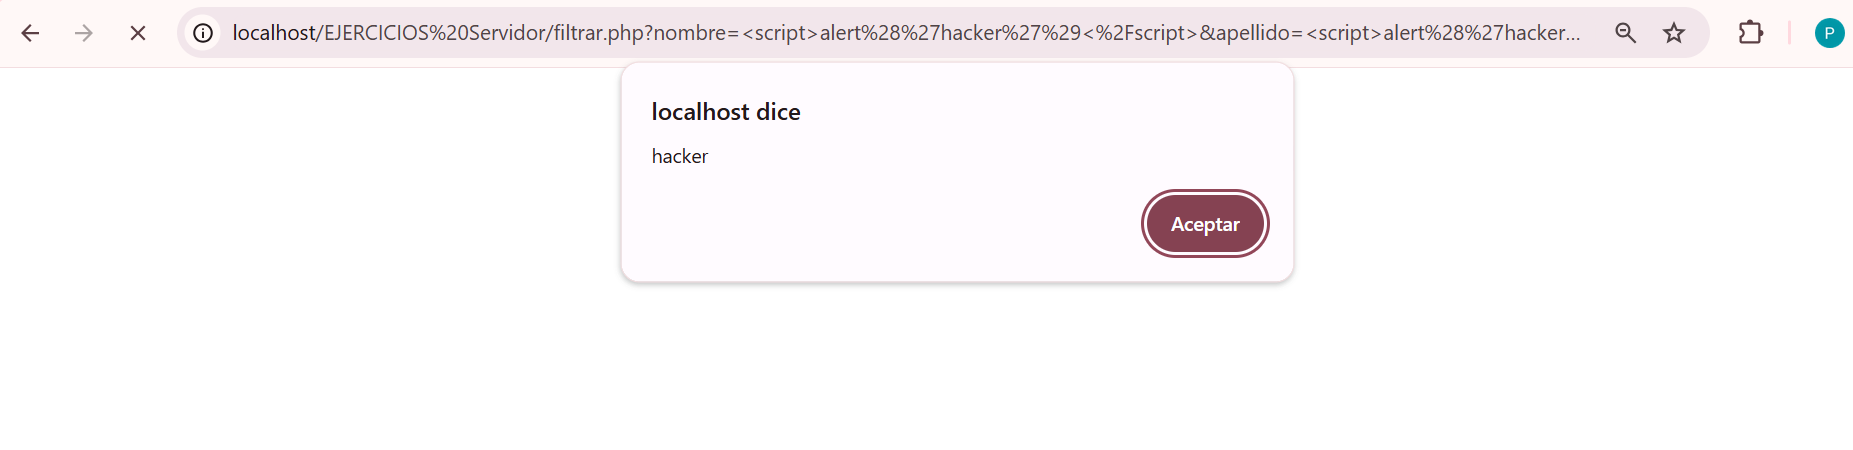 localhost/EJERCICIOS%20Servidor/filtrar.php?nombre=<script>alert%28%27hacker%27%29<%2Fscript>&apellido=<script>alert%28%27hacker...
P
localhost dice
hacker
Aceptar